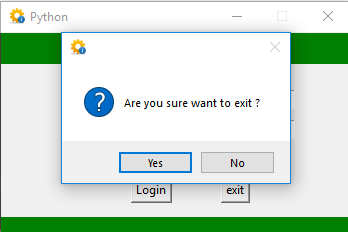 Python
Are you sure want to exit ?
Yes
No
Login
exit